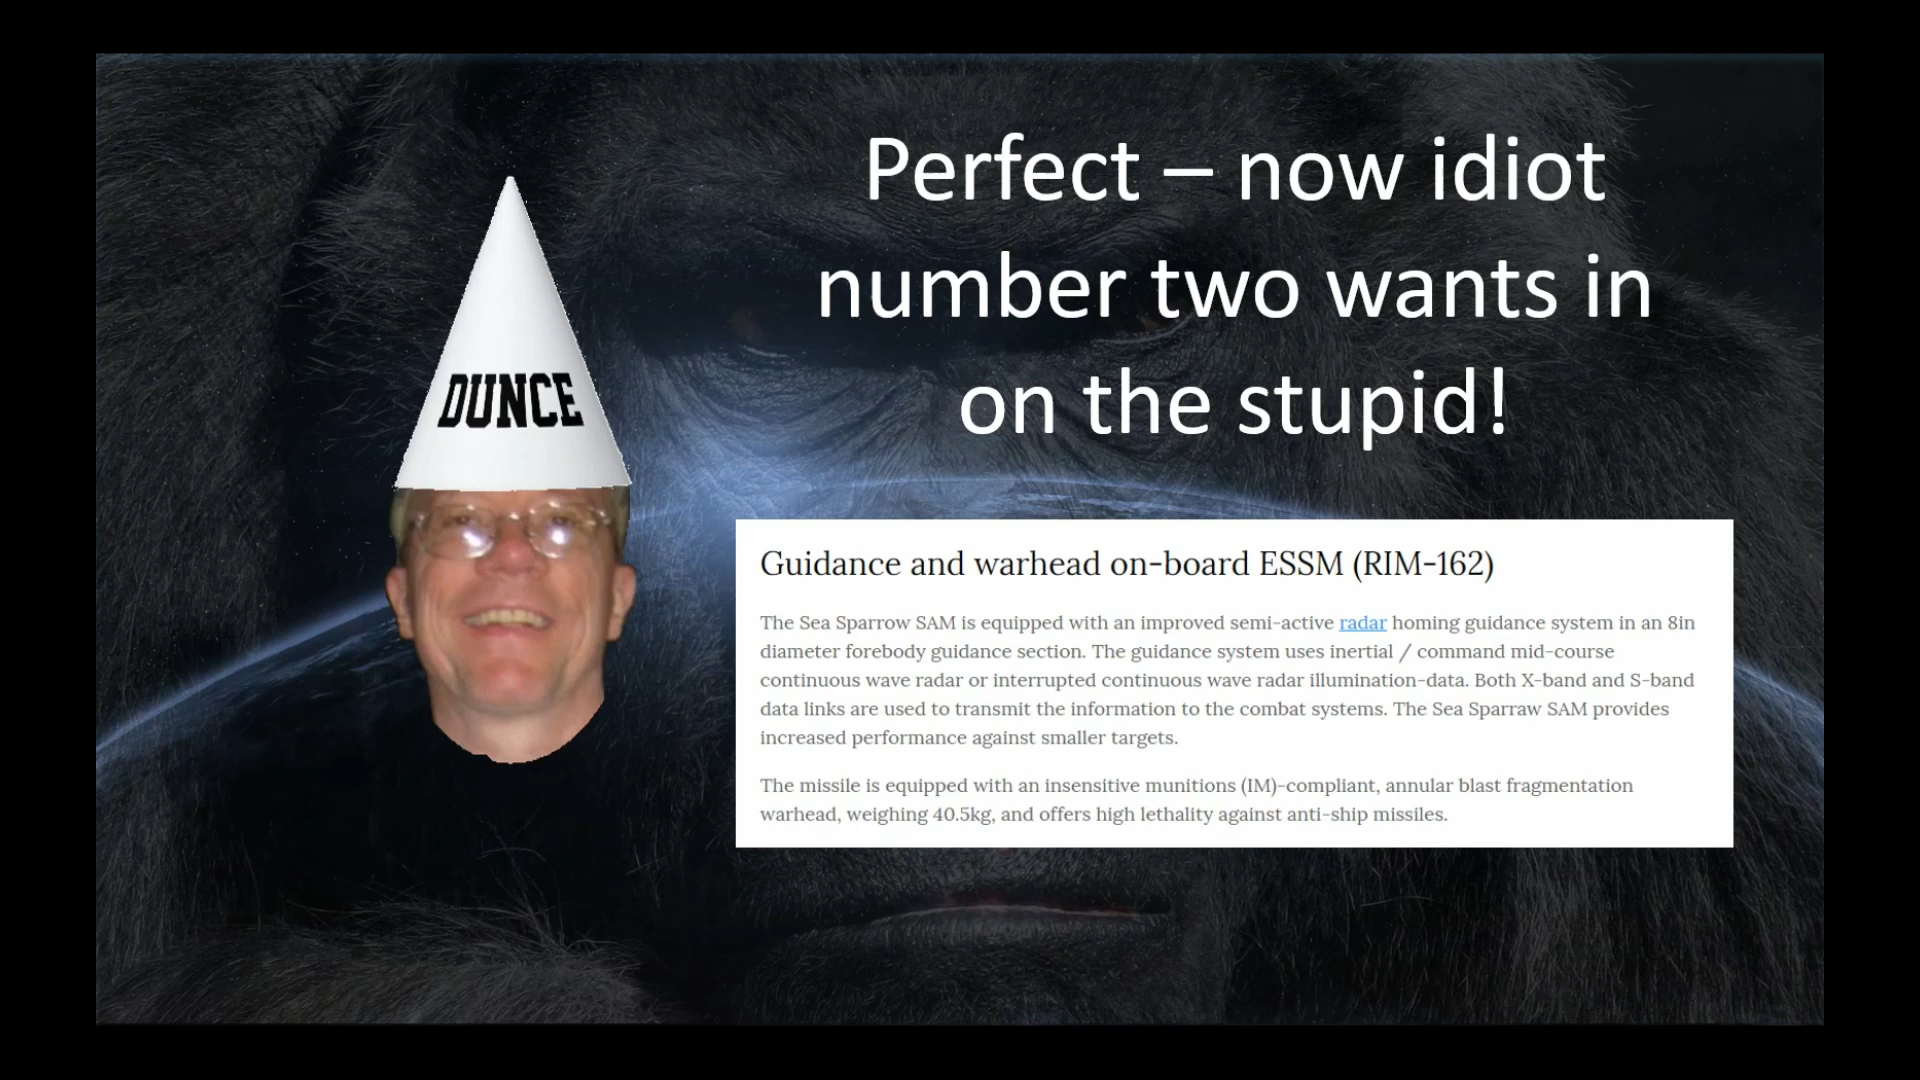 Perfect – now idiot
number two wants in
on the stupid!
DUNCE
Guidance and warhead on-board ESSM (RIM-162)
The Sea Sparrow SAM is equipped with an improved semi-active radar homing guidance system in an 8in
diameter forebody guidance section. The guidance system uses inertial / command mid-course
continuous wave radar or interrupted continuous wave radar illumination-data. Both X-band and S-band
data links are used to transmit the information to the combat systems. The Sea Sparraw SAM provides
increased performance against smaller targets.
The missile is equipped with an insensitive munitions (IM)-compliant, annular blast fragmentation
warhead, weighing 40.5kg, and offers high lethality against anti-ship missiles.